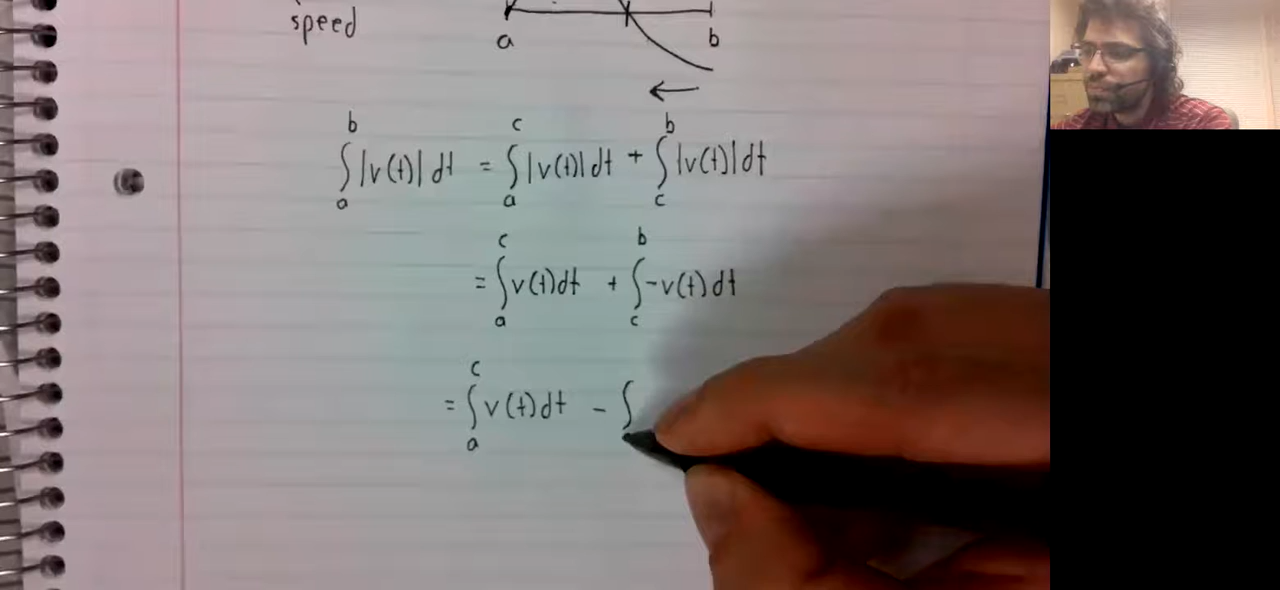 speed
a b
∫_a^b |v(t)| dt = ∫_a^c |v(t)| dt + ∫_c^b |v(t)| dt
= ∫_a^c v(t) dt + ∫_c^b -v(t) dt
= ∫_a^c v(t) dt - ∫